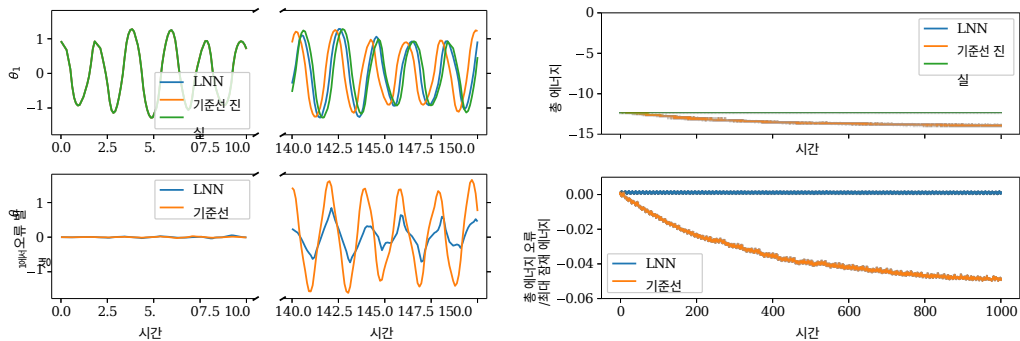 1
0
−1
θ1
LNN
기준선 진
실
0.0
2.5
5.
07.5
10.0
140.0
142.5
145.0
147.5
150.0
1
0
LNN
기준선
0.0
2.5
5.
07.5
10.0
시간
140.0
142.5
145.0
147.5
150.0
시간
0
−5
−10
−15
총 에너지
LNN
기준선 진
실
시간
0.00
−0.02
−0.04
−0.06
총 에너지 오류
/최대 잠재 에너지
LNN
기준선
0
200
400
600
800
1000
시간